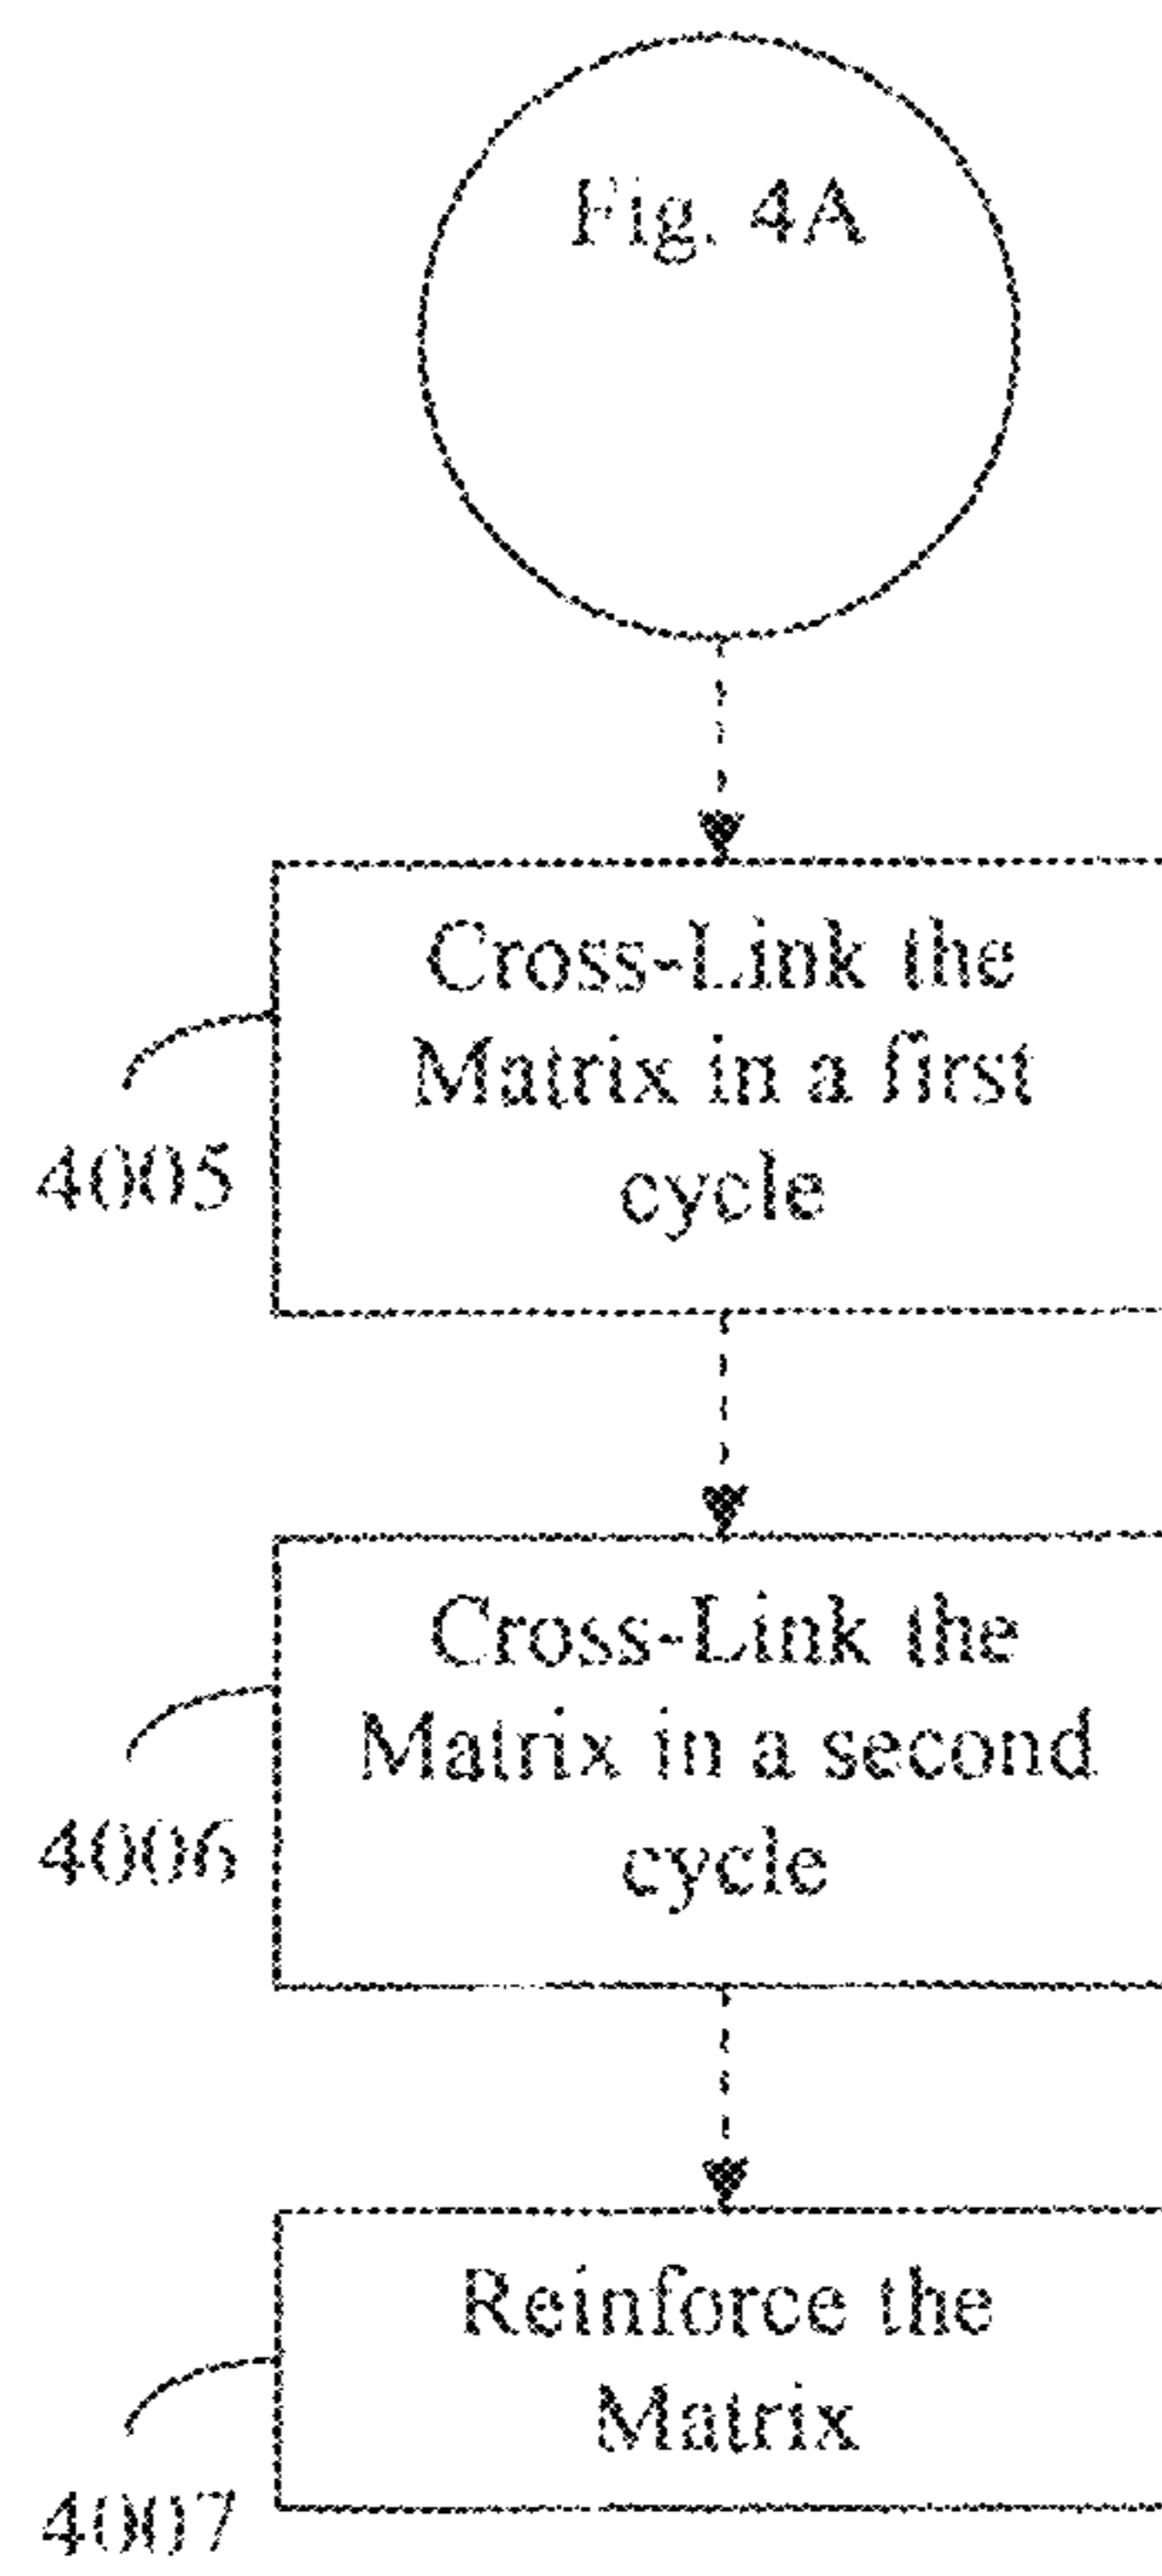 Fig. 4A
Cross-Link the
Matrix in a first
cycle
4005
Cross-Link the
Matrix in a second
cycle
4006
Reinforce the
Matrix
4007